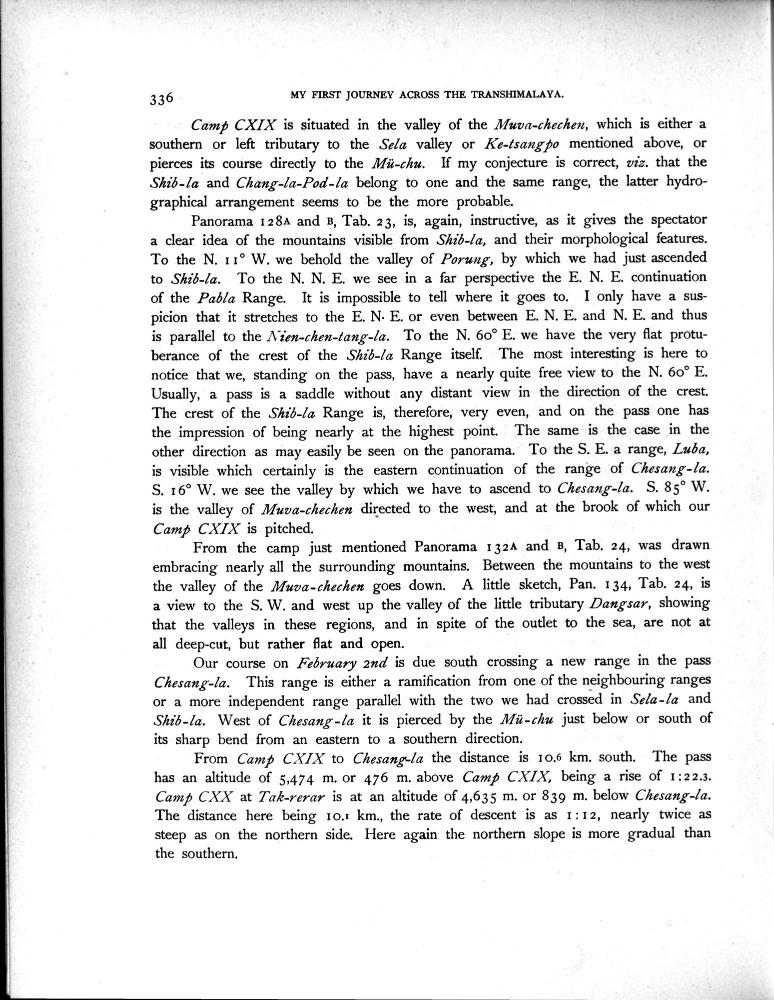 336
MY FIRST JOURNEY ACROSS THE TRANSHIMALAYA.
Camp CXIX is situated in the valley of the Muva-chechen, which is either a
southern or left tributary to the Sela valley or Ke-tsangpo mentioned above, or
pierces its course directly to the Mü-chu. If my conjecture is correct, viz. that the
Shib-la and Chang-la-Pod-la belong to one and the same range, the latter hydro-
graphical arrangement seems to be the more probable.
Panorama 128A and B, Tab. 23, is, again, instructive, as it gives the spectator
a clear idea of the mountains visible from Shib-la, and their morphological features.
To the N. 11° W. we behold the valley of Porung, by which we had just ascended
to Shib-la. To the N. N. E. we see in a far perspective the E. N. E. continuation
of the Pabla Range. It is impossible to tell where it goes to. I only have a sus-
picion that it stretches to the E. N. E. or even between E. N. E. and N. E. and thus
is parallel to the Nien-chen-tang-la. To the N. 60° E. we have the very flat protu-
berance of the crest of the Shib-la Range itself. The most interesting is here to
notice that we, standing on the pass, have a nearly quite free view to the N. 60° E.
Usually, a pass is a saddle without any distant view in the direction of the crest.
The crest of the Shib-la Range is, therefore, very even, and on the pass one has
the impression of being nearly at the highest point. The same is the case in the
other direction as may easily be seen on the panorama. To the S. E. a range, Luba,
is visible which certainly is the eastern continuation of the range of Chesang-la.
S. 16° W. we see the valley by which we have to ascend to Chesang-la. S. 85° W.
is the valley of Muva-chechen directed to the west, and at the brook of which our
Camp CXIX is pitched.
From the camp just mentioned Panorama 132A and B, Tab. 24, was drawn
embracing nearly all the surrounding mountains. Between the mountains to the west
the valley of the Muva-chechen goes down. A little sketch, Pan. 134, Tab. 24, is
a view to the S. W. and west up the valley of the little tributary Dangsar, showing
that the valleys in these regions, and in spite of the outlet to the sea, are not at
all deep-cut, but rather flat and open.
Our course on February 2nd is due south crossing a new range in the pass
Chesang-la. This range is either a ramification from one of the neighbouring ranges
or a more independent range parallel with the two we had crossed in Sela-la and
Shib-la. West of Chesang-la it is pierced by the Mü-chu just below or south of
its sharp bend from an eastern to a southern direction.
From Camp CXIX to Chesang-la the distance is 10.6 km. south. The pass
has an altitude of 5,474 m. or 476 m. above Camp CXIX, being a rise of 1:22.3.
Camp CXX at Tak-rerar is at an altitude of 4,635 m. or 839 m. below Chesang-la.
The distance here being 10.1 km., the rate of descent is as 1:12, nearly twice as
steep as on the northern side. Here again the northern slope is more gradual than
the southern.